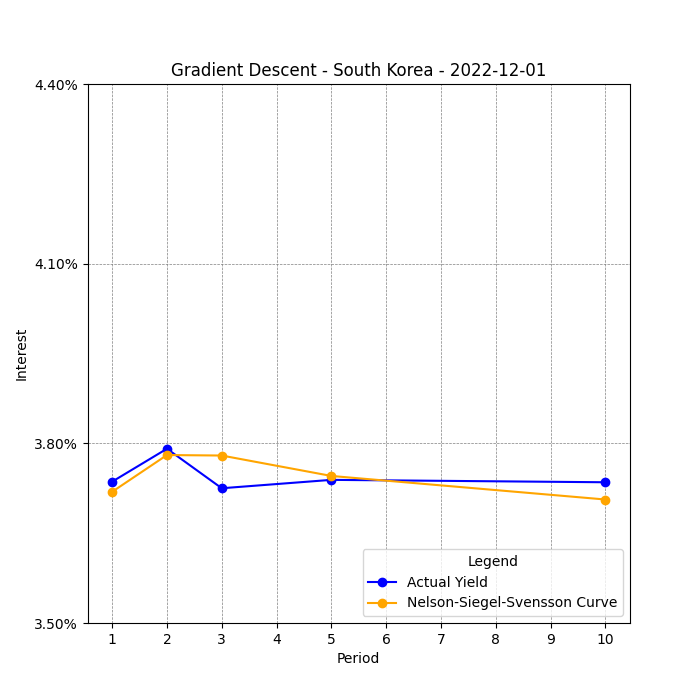 Gradient Descent - South Korea - 2022-12-01
4.40%
4.10%
3.80%
3.50%
Interest
1 2 3 4 5 6 7 8 9 10
Period
Legend
Actual Yield
Nelson-Siegel-Svensson Curve